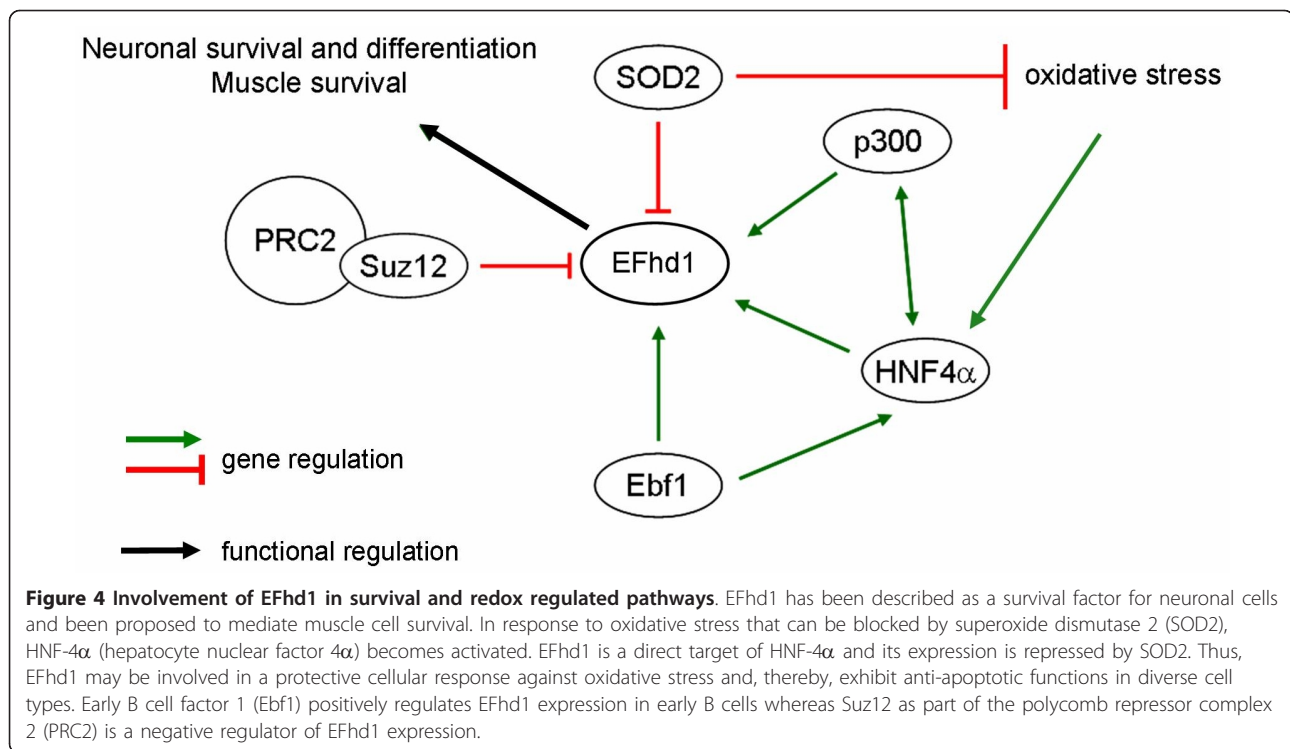 Neuronal survival and differentiation
Muscle survival
SOD2
oxidative stress
p300
PRC2
Suz12
EFhd1
HNF4α
gene regulation
Ebf1
functional regulation
Figure 4 Involvement of EFhd1 in survival and redox regulated pathways. EFhd1 has been described as a survival factor for neuronal cells
and been proposed to mediate muscle cell survival. In response to oxidative stress that can be blocked by superoxide dismutase 2 (SOD2),
HNF-4α (hepatocyte nuclear factor 4α) becomes activated. EFhd1 is a direct target of HNF-4α and its expression is repressed by SOD2. Thus,
EFhd1 may be involved in a protective cellular response against oxidative stress and, thereby, exhibit anti-apoptotic functions in diverse cell
types. Early B cell factor 1 (Ebf1) positively regulates EFhd1 expression in early B cells whereas Suz12 as part of the polycomb repressor complex
2 (PRC2) is a negative regulator of EFhd1 expression.